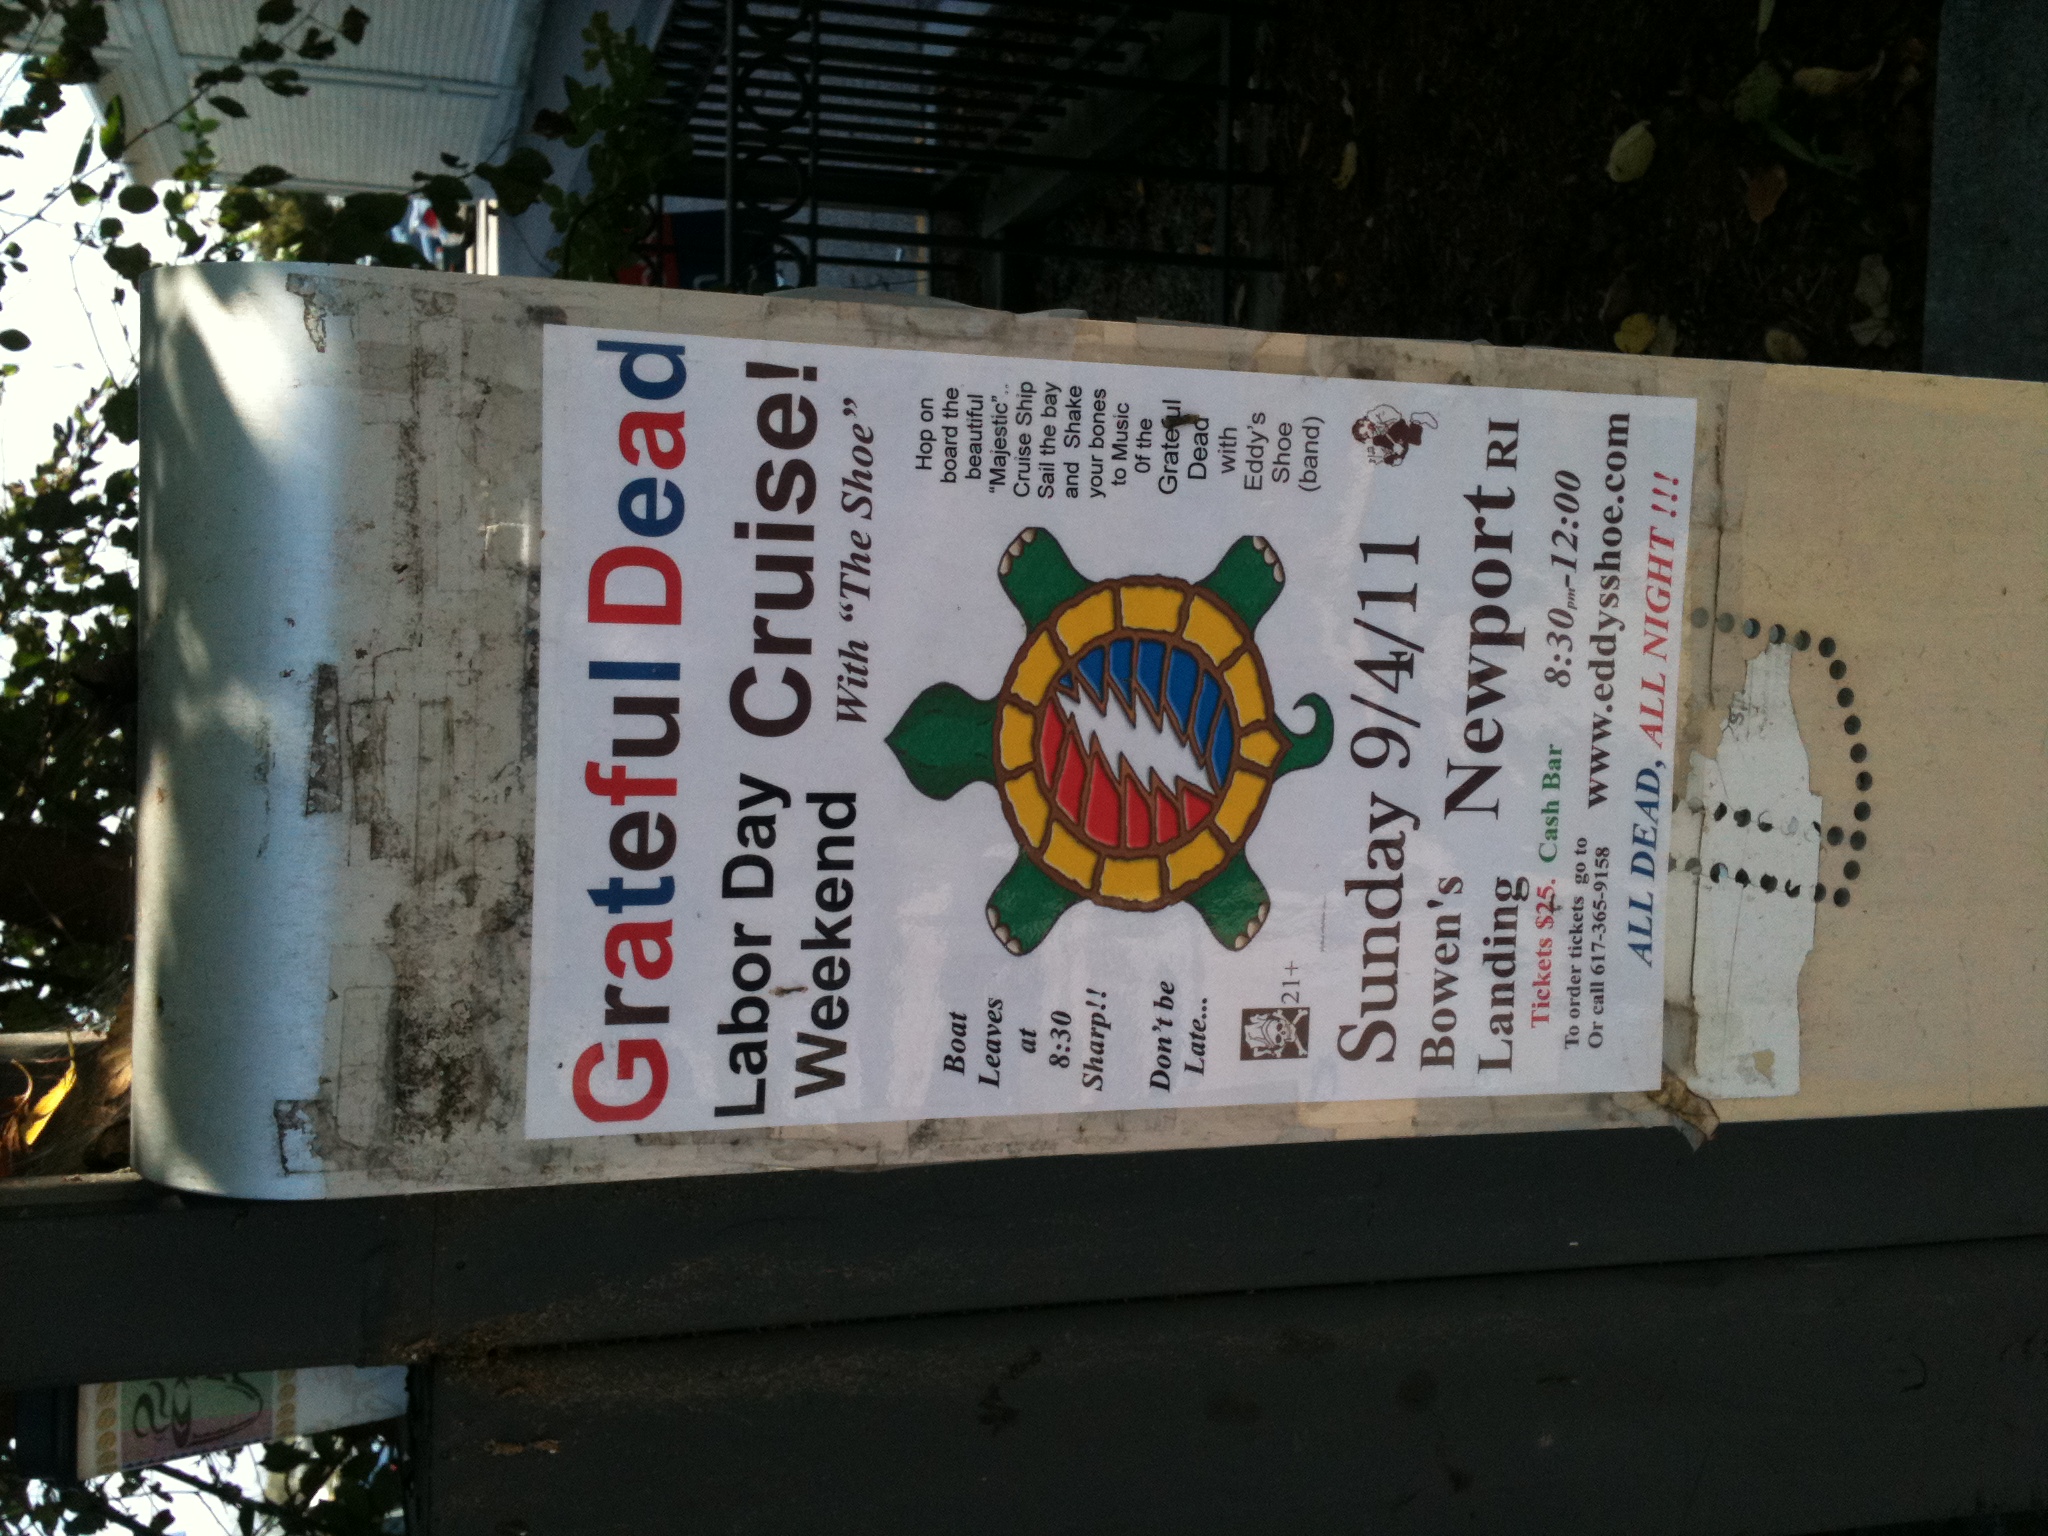 Grateful Dead
Labor Day Cruise!
Weekend With "The Shoe"
Boat
Leaves
at
8:30
Sharp!!
Don't be
Late...
21+
Hop on
board the
beautiful
"Majestic"..
Cruise Ship
Sail the bay
and Shake
your bones
to Music
0f the
Grateful
Dead
with
Eddy's
Shoe
(band)
Sunday 9/4/11
Bowen's
Landing
Newport RI
Tickets $25. Cash Bar 8:30pm-12:00
To order tickets go to
Or call 617-365-9158
www.eddysshoe.com
ALL DEAD, ALL NIGHT !!!